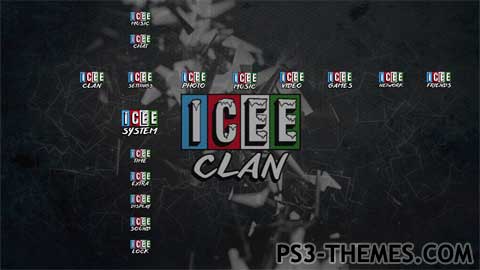 ICEE
MUSIC
ICEE
CHAT
ICEE ICEE ICEE ICEE ICEE ICEE ICEE ICEE
CLAN SETTINGS PHOTO MUSIC VIDEO GAMES NETWORK FRIENDS
ICEE
SYSTEM
ICEE
CLAN
ICEE
TIME
ICEE
EXTRA
ICEE
DISPLAY
ICEE
SOUND
ICEE
LOCK
PS3-THEMES.COM